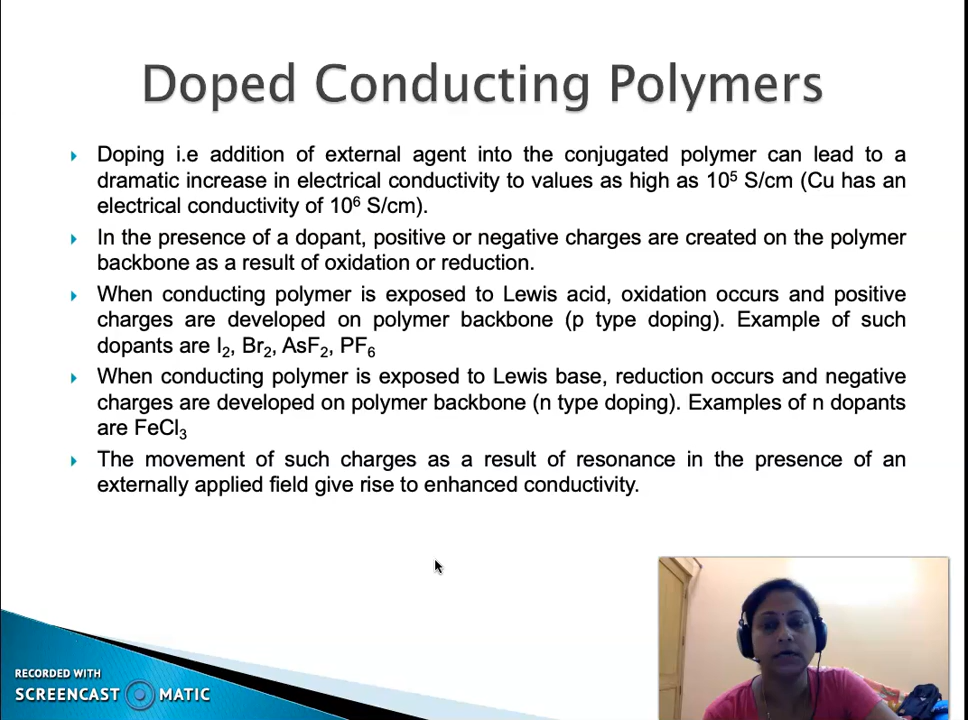 Doped Conducting Polymers
Doping i.e addition of external agent into the conjugated polymer can lead to a
dramatic increase in electrical conductivity to values as high as 10⁵ S/cm (Cu has an
electrical conductivity of 10⁶ S/cm).
In the presence of a dopant, positive or negative charges are created on the polymer
backbone as a result of oxidation or reduction.
When conducting polymer is exposed to Lewis acid, oxidation occurs and positive
charges are developed on polymer backbone (p type doping). Example of such
dopants are I₂, Br₂, AsF₂, PF₆
When conducting polymer is exposed to Lewis base, reduction occurs and negative
charges are developed on polymer backbone (n type doping). Examples of n dopants
are FeCl₃
The movement of such charges as a result of resonance in the presence of an
externally applied field give rise to enhanced conductivity.
RECORDED WITH
SCREENCAST MATIC